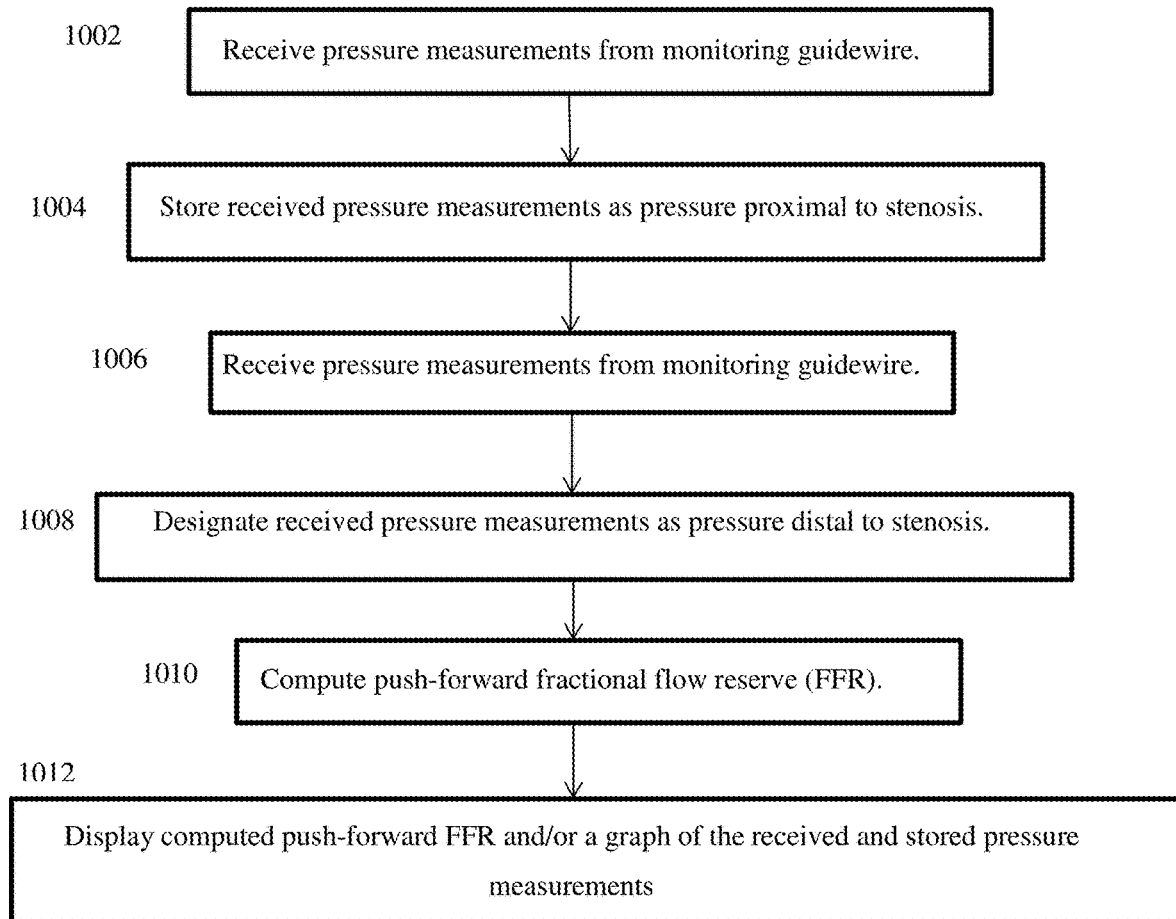 1002
Receive pressure measurements from monitoring guidewire.
1004
Store received pressure measurements as pressure proximal to stenosis.
1006
Receive pressure measurements from monitoring guidewire.
1008
Designate received pressure measurements as pressure distal to stenosis.
1010
Compute push-forward fractional flow reserve (FFR).
1012
Display computed push-forward FFR and/or a graph of the received and stored pressure
measurements